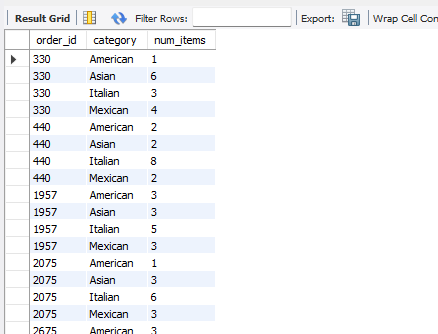 Result Grid Filter Rows: Export: Wrap Cell Con
order_id category num_items
330 American 1
330 Asian 6
330 Italian 3
330 Mexican 4
440 American 2
440 Asian 2
440 Italian 8
440 Mexican 2
1957 American 3
1957 Asian 3
1957 Italian 5
1957 Mexican 3
2075 American 1
2075 Asian 3
2075 Italian 6
2075 Mexican 3
2675 American 3